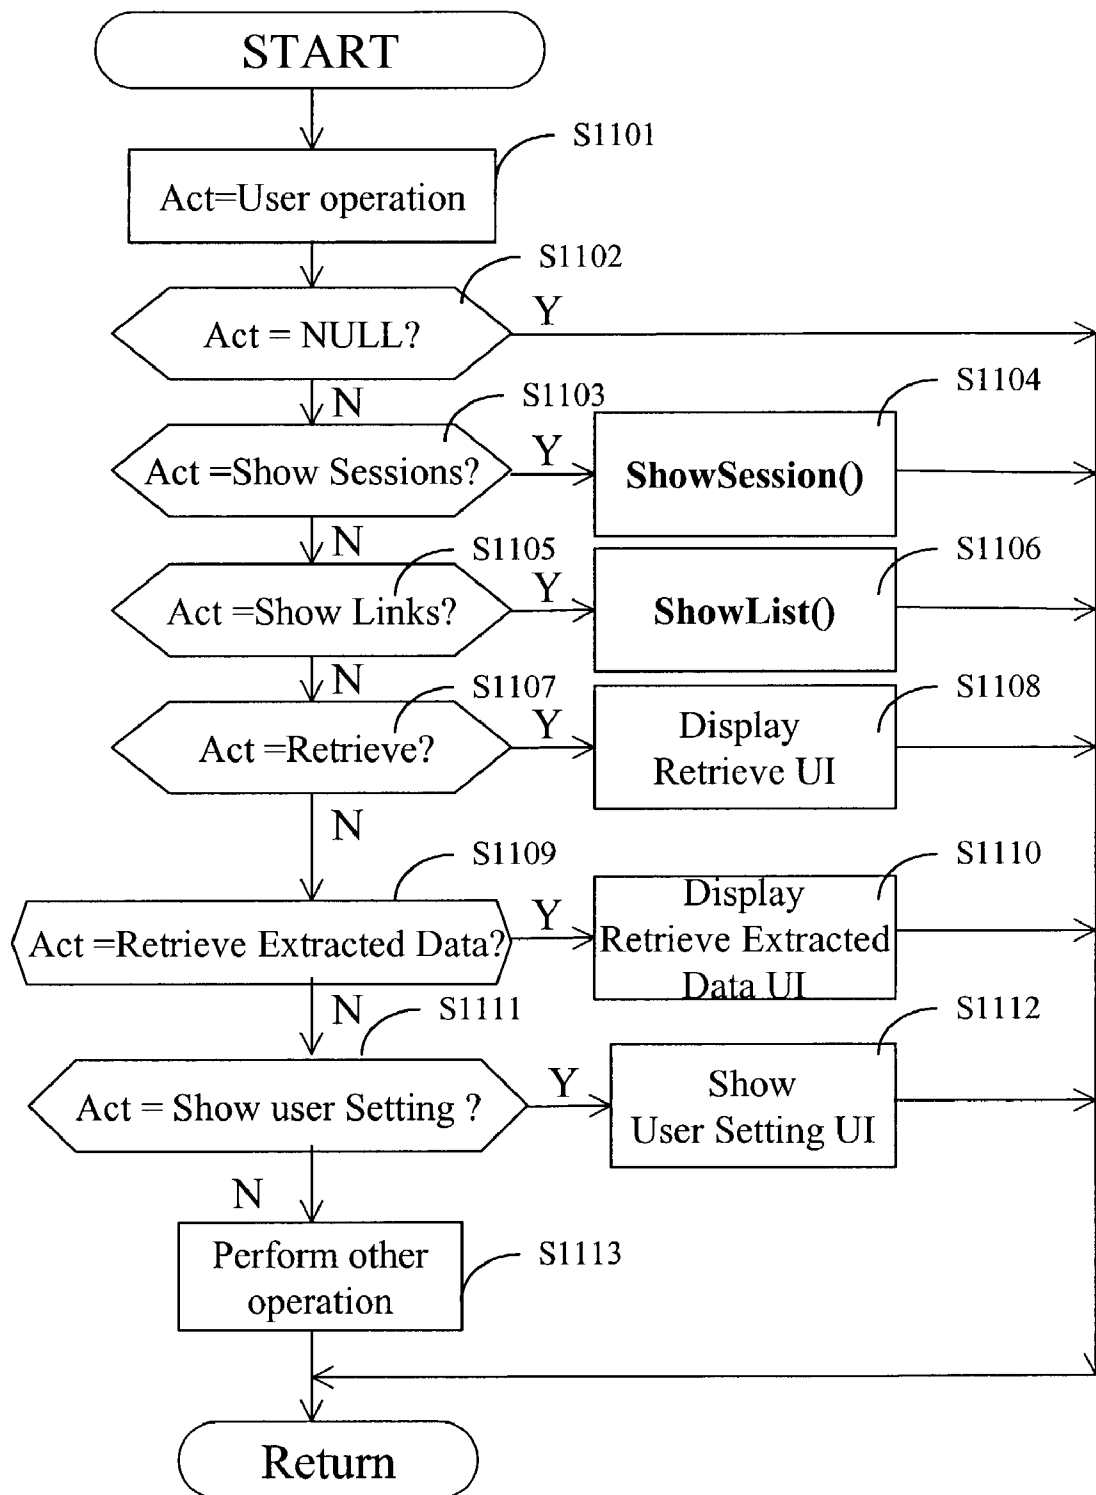 START
S1101
Act=User operation
S1102
Act = NULL?
Y
N
S1103
S1104
Act =Show Sessions?
Y
ShowSession()
N
S1105
S1106
Act =Show Links?
Y
ShowList()
N
S1107
S1108
Act =Retrieve?
Y
Display
Retrieve UI
N
S1109
S1110
Act =Retrieve Extracted Data?
Y
Display
Retrieve Extracted
Data UI
N
S1111
S1112
Act = Show user Setting ?
Y
Show
User Setting UI
N
Perform other
operation
S1113
Return